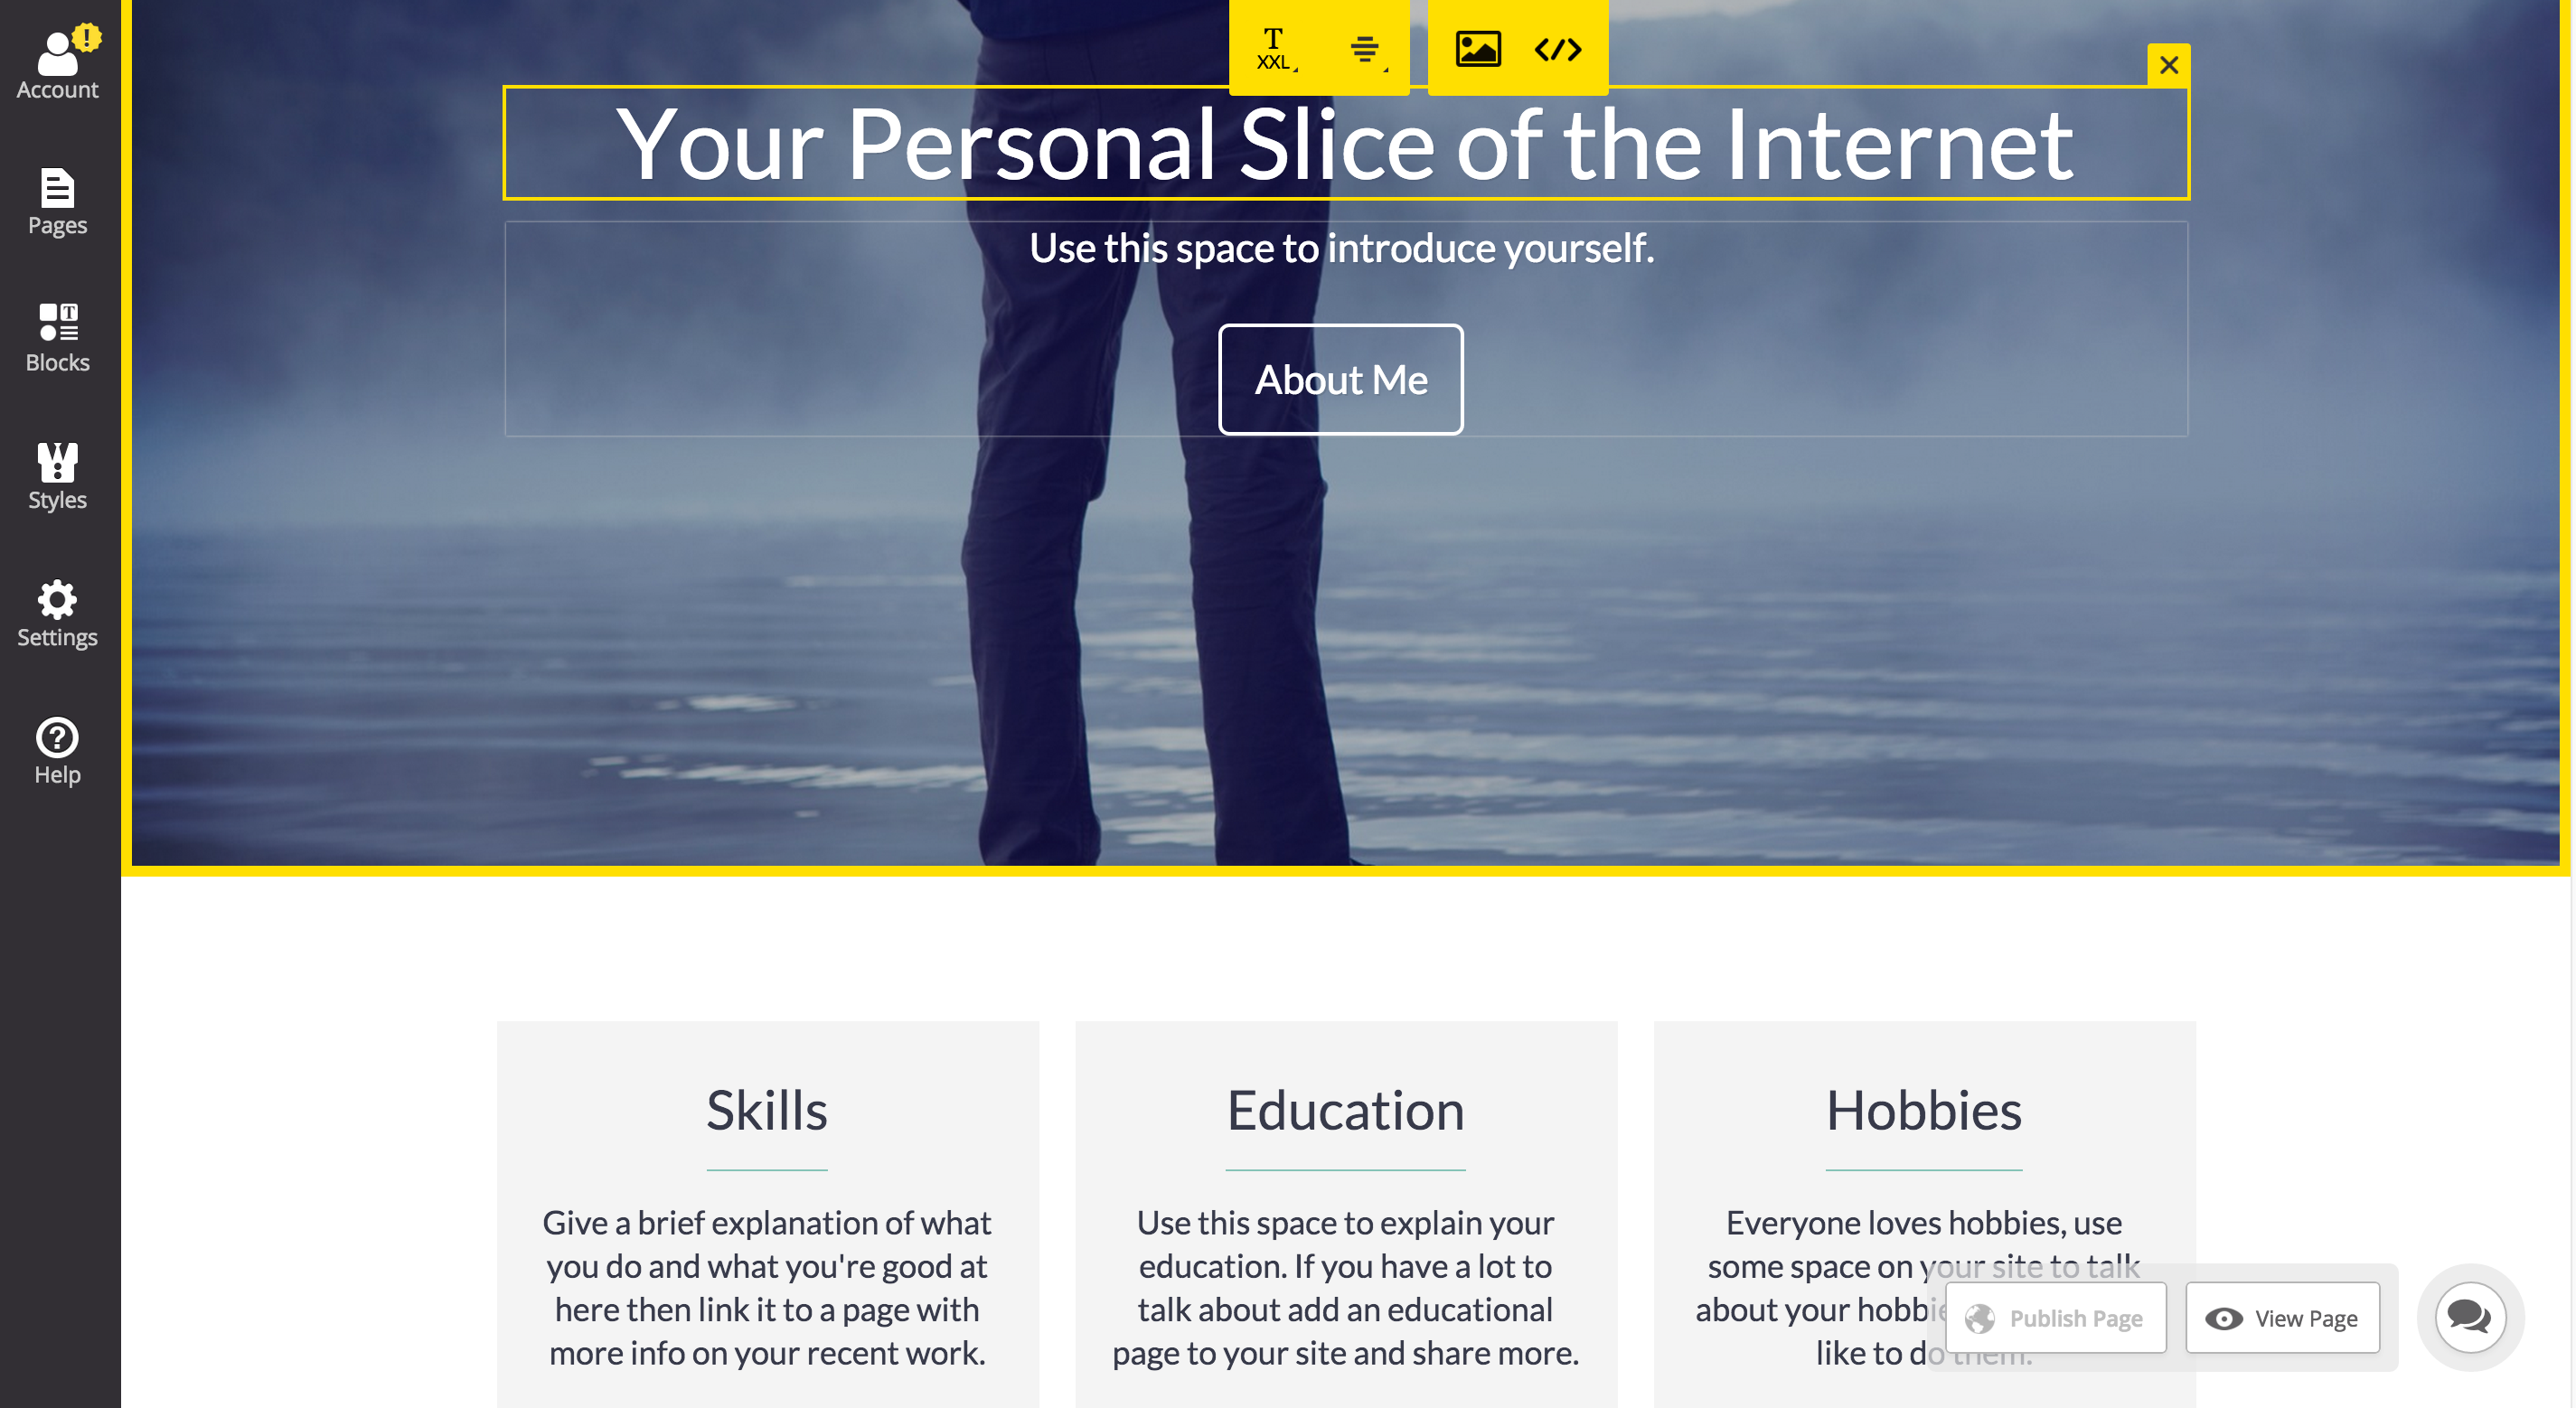 Account
Pages
Blocks
Styles
Settings
Help
T
XXL
Your Personal Slice of the Internet
Use this space to introduce yourself.
About Me
Skills
Give a brief explanation of what
you do and what you're good at
here then link it to a page with
more info on your recent work.
Education
Use this space to explain your
education. If you have a lot to
talk about add an educational
page to your site and share more.
Hobbies
Everyone loves hobbies, use
some space on your site to talk
about your
like to do them.
Publish Page
View Page